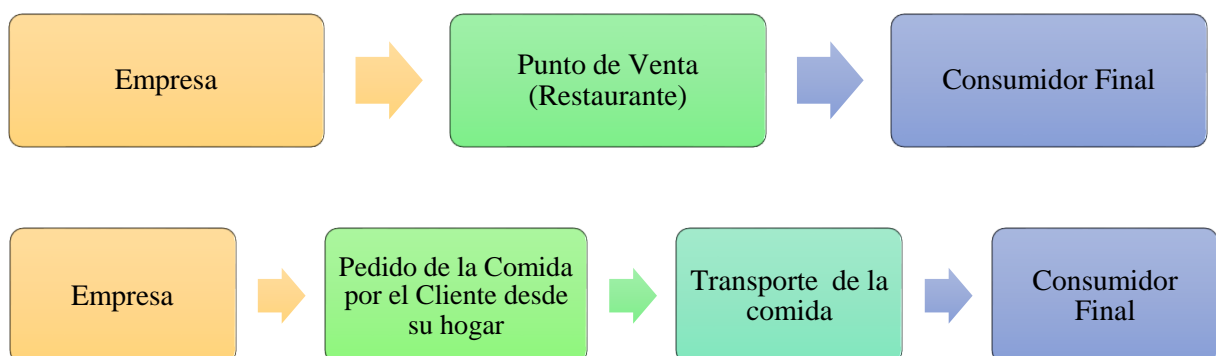 Empresa
Punto de Venta
(Restaurante)
Consumidor Final
Empresa
Pedido de la Comida
por el Cliente desde
su hogar
Transporte de la
comida
Consumidor
Final